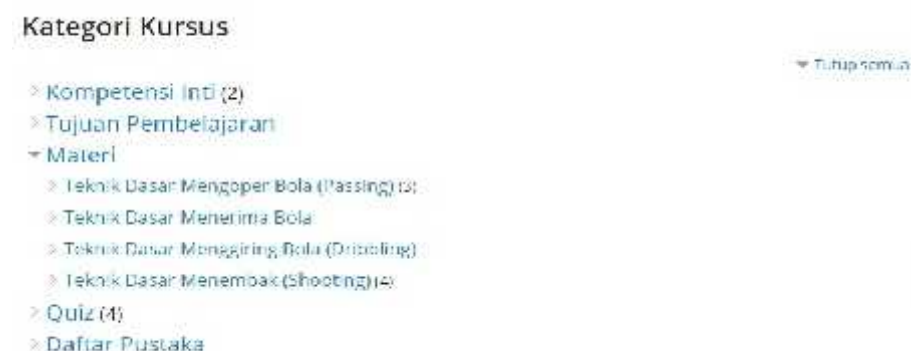 Kategori Kursus
Tutup semua
Kompetensi Inti (2)
Tujuan Pembelajaran
Materi
Teknik Dasar Mengoper Bola (Passing) (3)
Teknik Dasar Menerima Bola
Teknik Dasar Menggiring Bola (Dribbling)
Teknik Dasar Menembak (Shooting) (4)
Quiz (4)
Daftar Pustaka